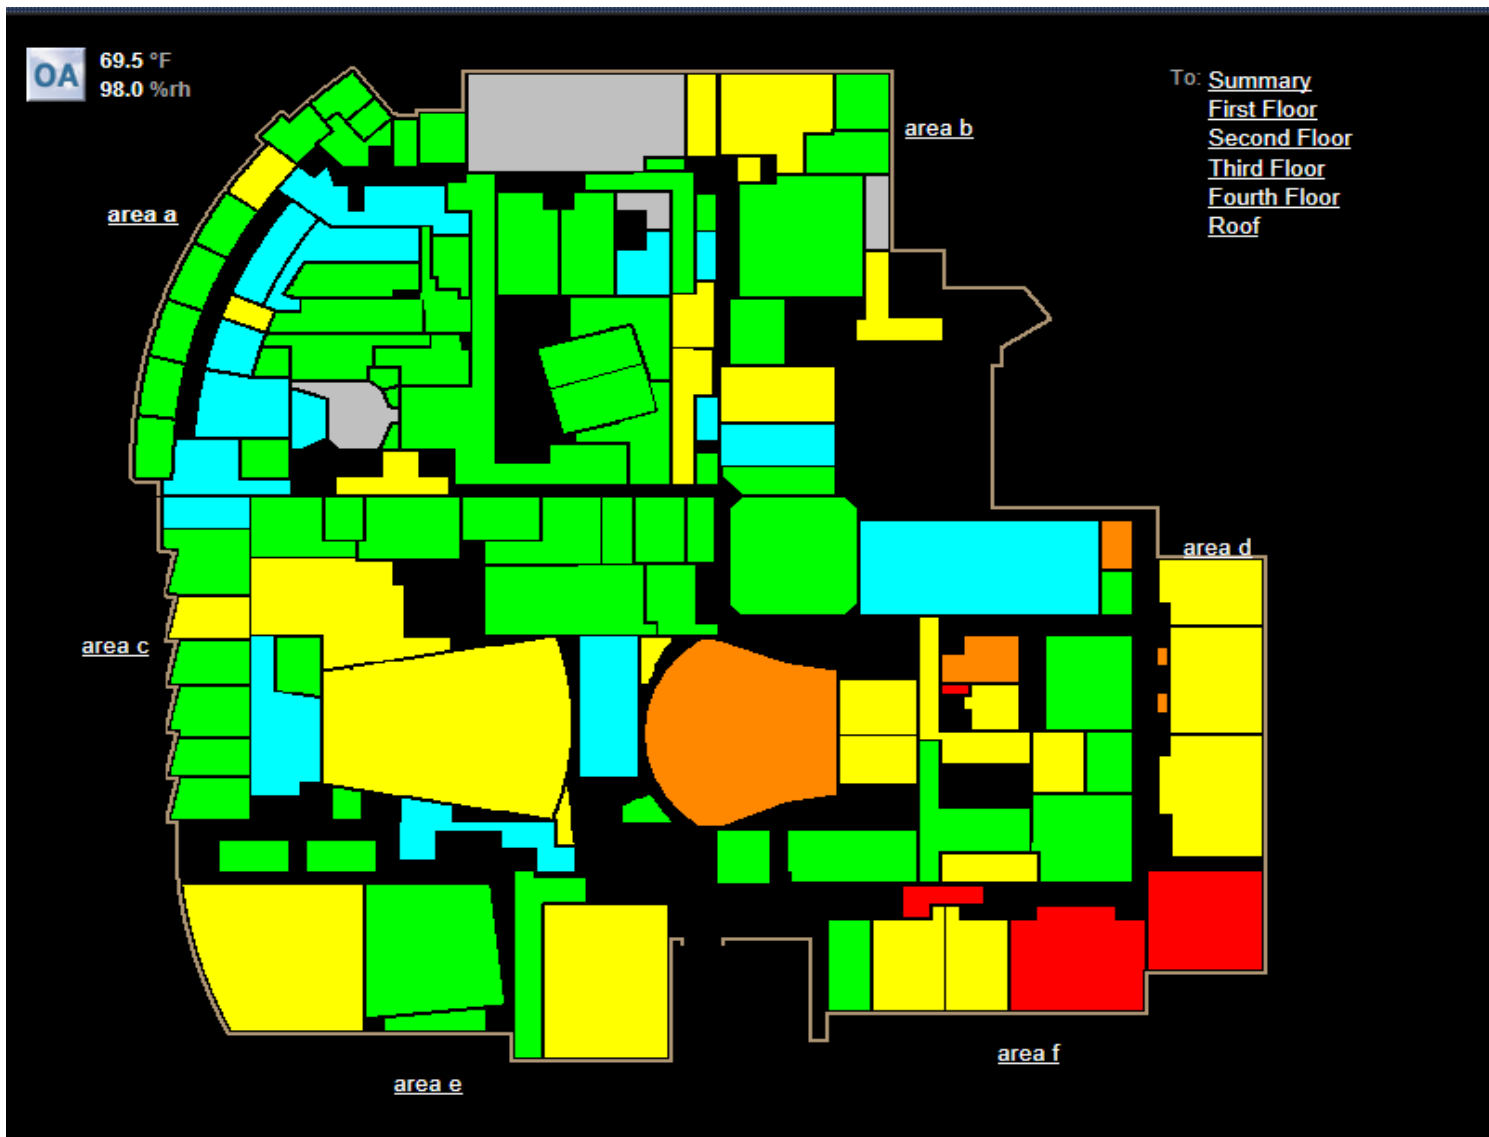 OA
69.5 °F
98.0 %rh
To: Summary
First Floor
Second Floor
Third Floor
Fourth Floor
Roof
area b
area a
area d
area c
area f
area e